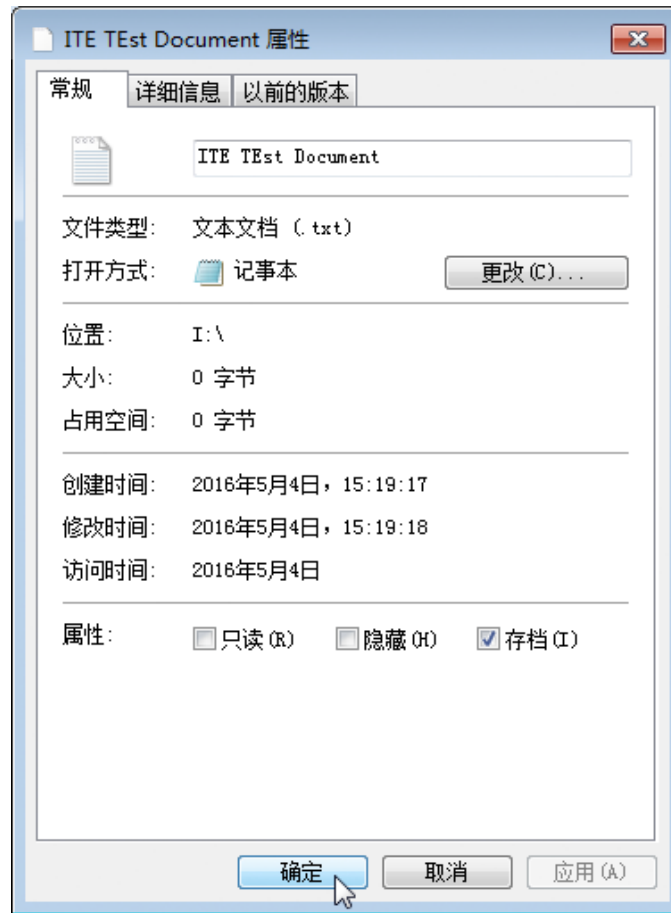 ITE TEst Document 属性
常规 详细信息 以前的版本
ITE TEst Document
文件类型: 文本文档 (.txt)
打开方式: 记事本 更改(C)...
位置: I:\
大小: 0 字节
占用空间: 0 字节
创建时间: 2016年5月4日，15:19:17
修改时间: 2016年5月4日，15:19:18
访问时间: 2016年5月4日
属性: 只读(R) 隐藏(H) 存档(I)
确定 取消 应用(A)